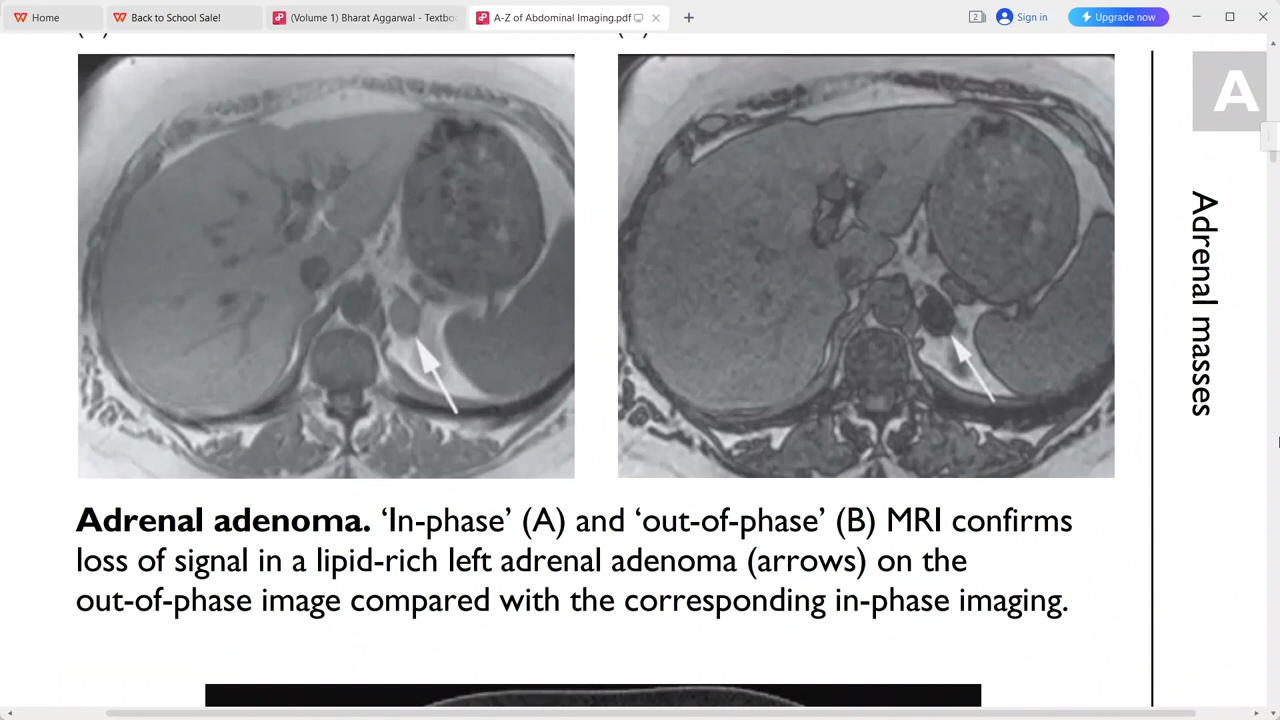 Home
Back to School Sale
(Volume 1) Bharat Aggarwal - Textbo
A-Z of Abdominal Imaging.pdf
2
Sign in
Upgrade now
A
Adrenal masses
Adrenal adenoma. ‘In-phase’ (A) and ‘out-of-phase’ (B) MRI confirms
loss of signal in a lipid-rich left adrenal adenoma (arrows) on the
out-of-phase image compared with the corresponding in-phase imaging.